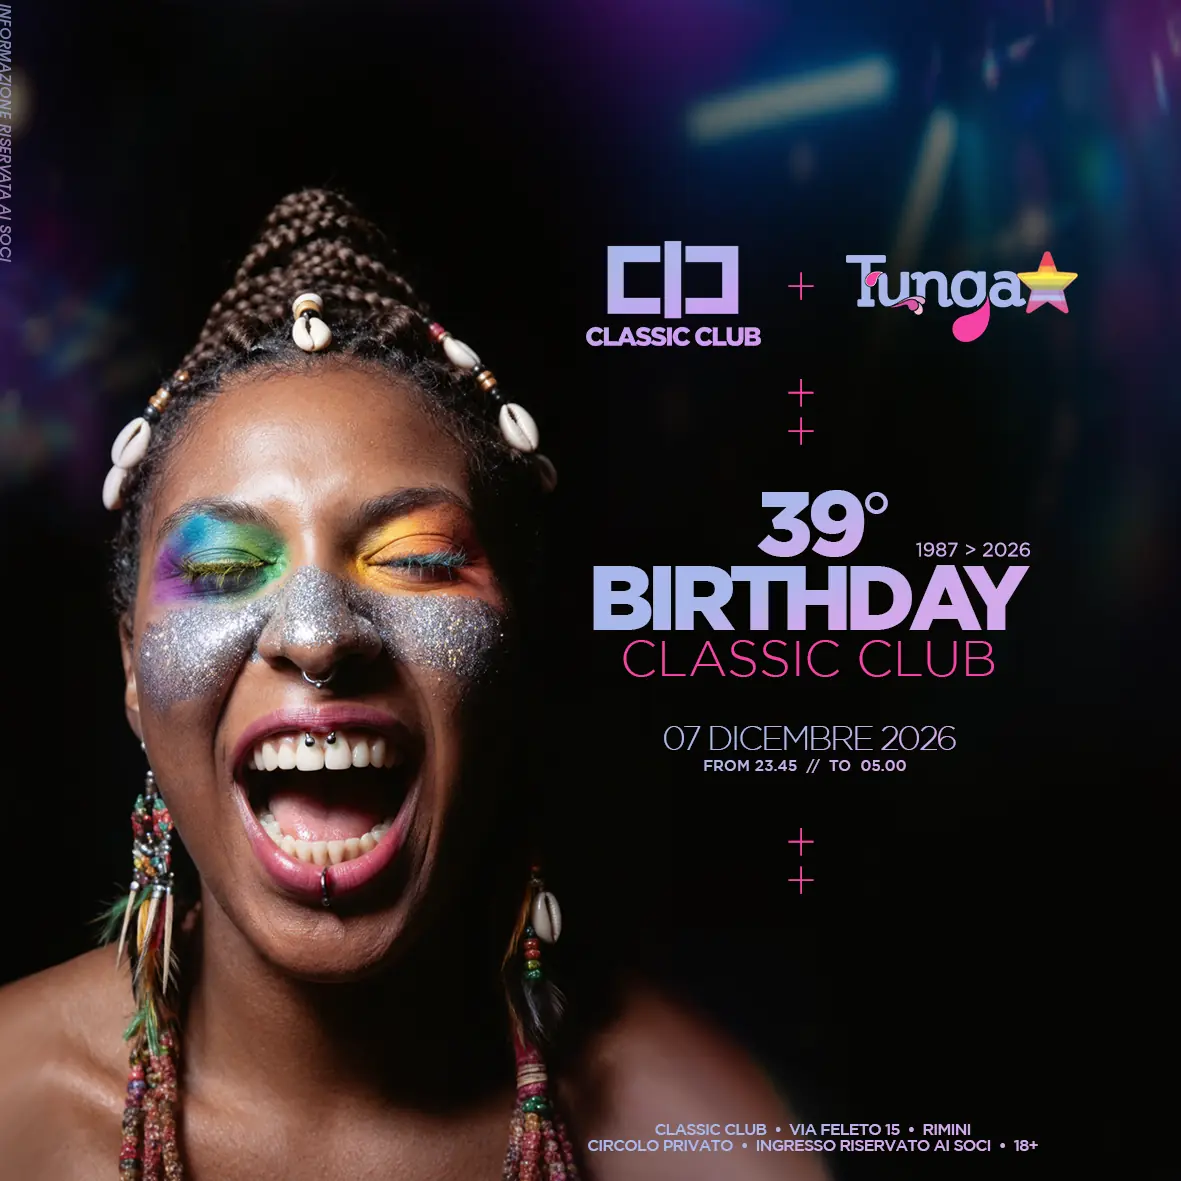 INFORMAZIONE RISERVATA AI SOCI
CLASSIC CLUB
+
Tunga
+
+
39°
1987 > 2026
BIRTHDAY
CLASSIC CLUB
07 DICEMBRE 2026
FROM 23.45 // TO 05.00
+
+
CLASSIC CLUB • VIA FELETO 15 • RIMINI
CIRCOLO PRIVATO • INGRESSO RISERVATO AI SOCI • 18+